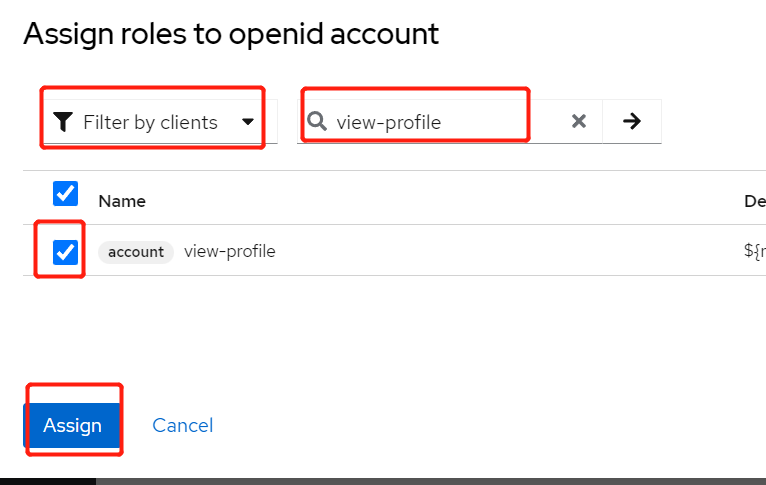 Assign roles to openid account
Filter by clients view-profile
Name De
account view-profile ${r
Assign Cancel